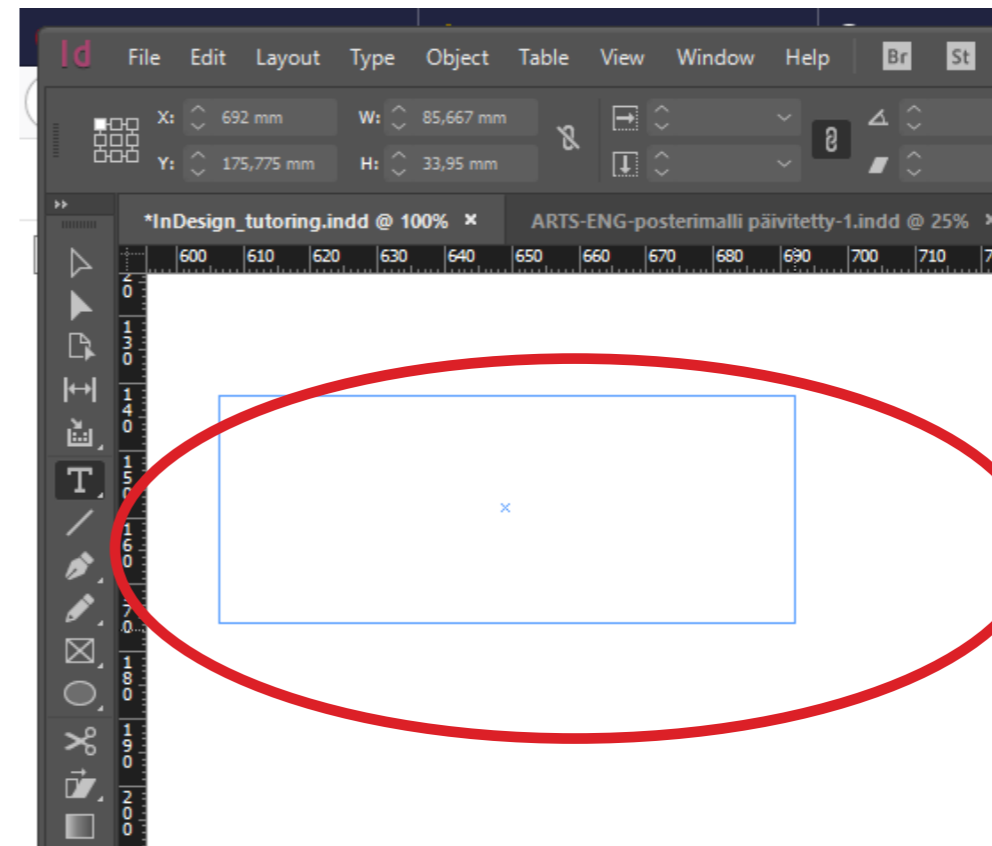 Id File Edit Layout Type Object Table View Window Help Br St
X: 692 mm W: 85,667 mm
Y: 175,775 mm H: 33,95 mm
*InDesign_tutoring.indd @ 100% × ARTS-ENG-posterimalli päivitetty-1.indd @ 25% ×
600 610 620 630 640 650 660 670 680 690 700 710
130
140
150
T
160
180
190
200